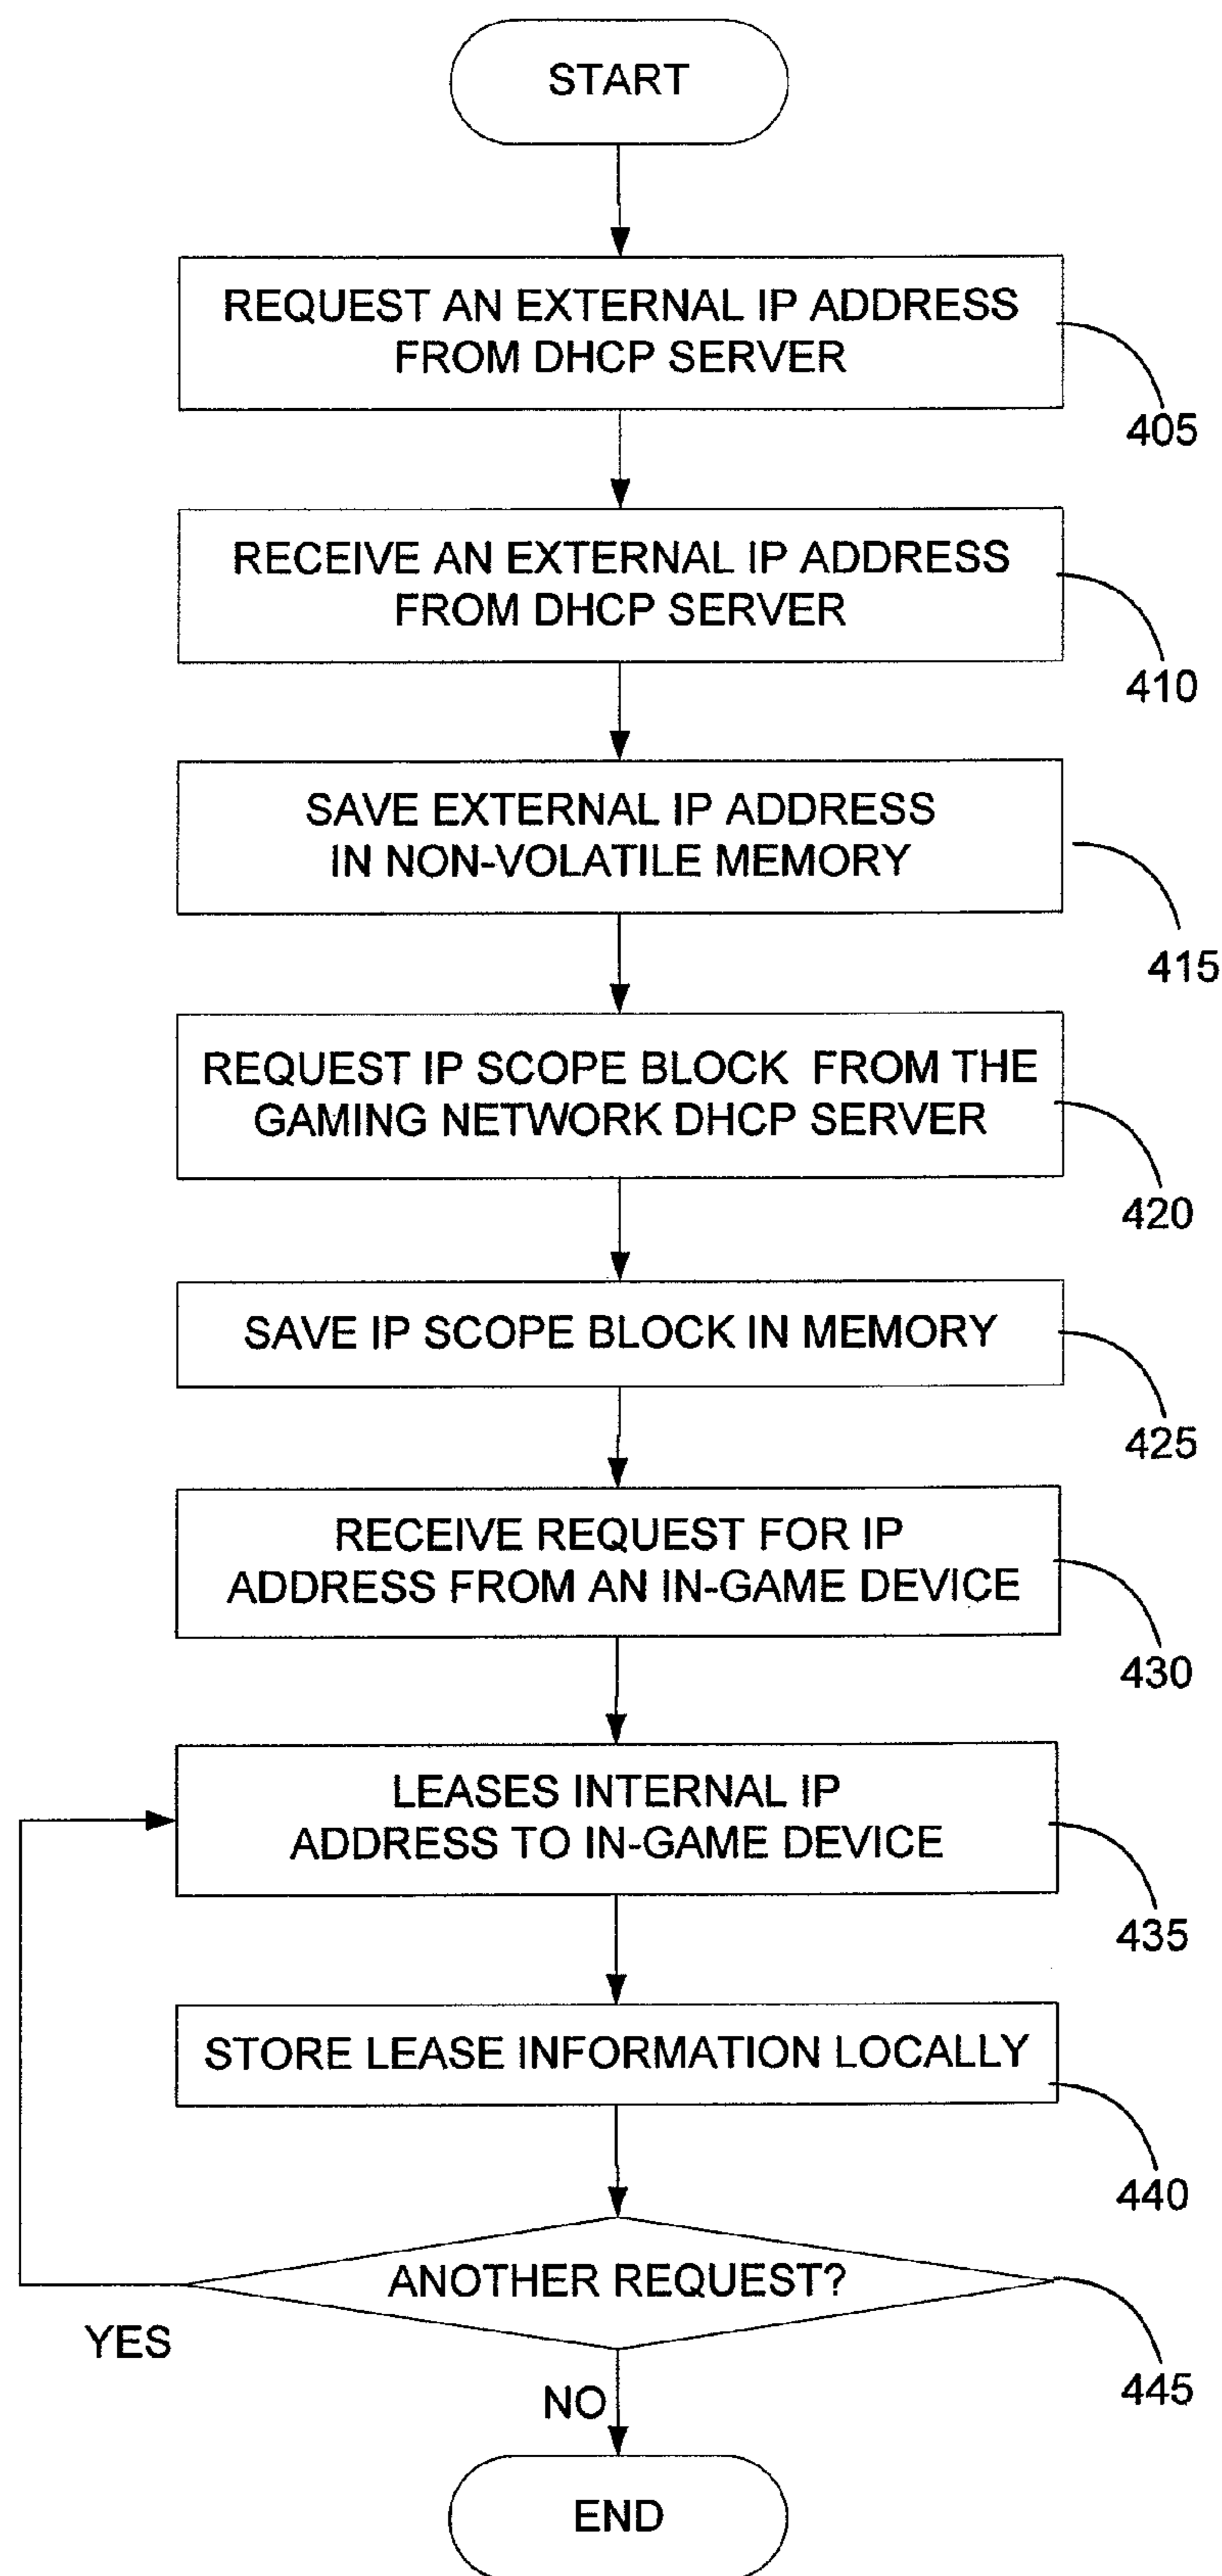 START
REQUEST AN EXTERNAL IP ADDRESS
FROM DHCP SERVER
405
RECEIVE AN EXTERNAL IP ADDRESS
FROM DHCP SERVER
410
SAVE EXTERNAL IP ADDRESS
IN NON-VOLATILE MEMORY
415
REQUEST IP SCOPE BLOCK FROM THE
GAMING NETWORK DHCP SERVER
420
SAVE IP SCOPE BLOCK IN MEMORY
425
RECEIVE REQUEST FOR IP
ADDRESS FROM AN IN-GAME DEVICE
430
LEASES INTERNAL IP
ADDRESS TO IN-GAME DEVICE
435
STORE LEASE INFORMATION LOCALLY
440
ANOTHER REQUEST?
YES
445
NO
END